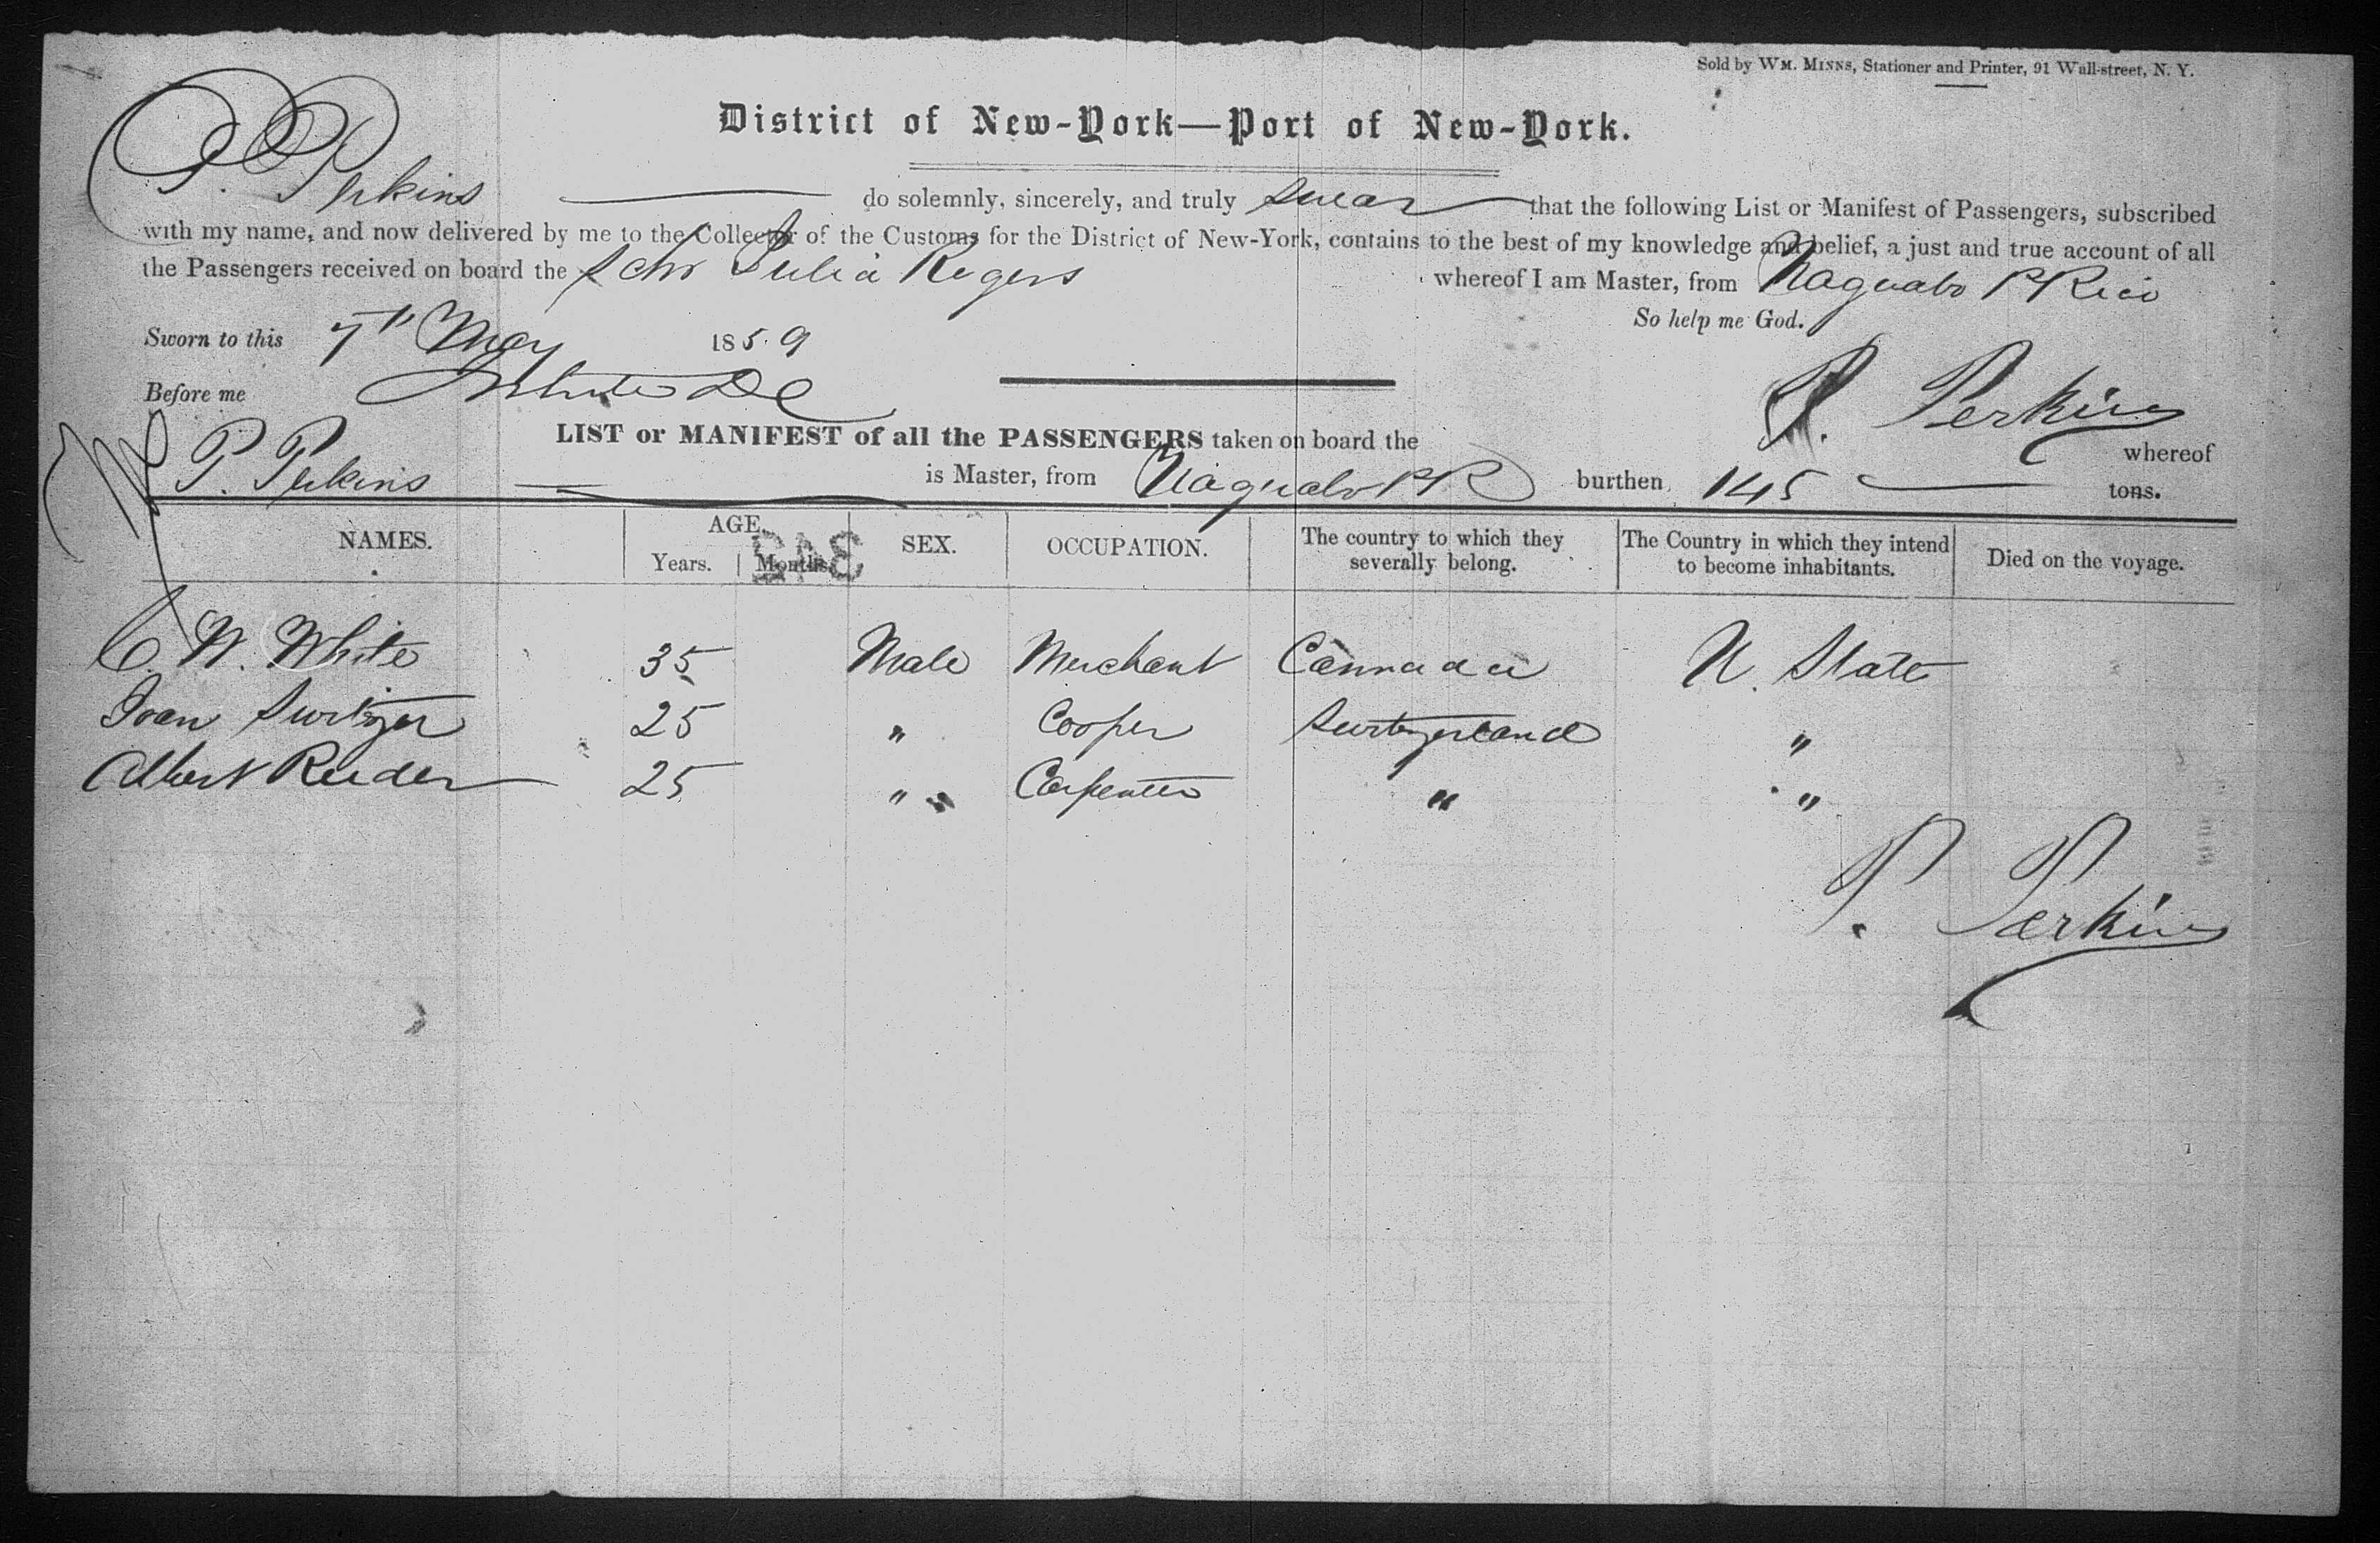 Sold by WM. MINNS, Stationer and Printer, 91 Wall-street, N. Y.
District of New-York—Port of New-York.
P. Perkins do solemnly, sincerely, and truly swear that the following List or Manifest of Passengers, subscribed
with my name, and now delivered by me to the Collector of the Customs for the District of New-York, contains to the best of my knowledge and belief, a just and true account of all
the Passengers received on board the Schr Julia Rogers whereof I am Master, from Naguabo P Rico
So help me God.
Sworn to this 7th May 1859
Before me
P. Perkins
LIST or MANIFEST of all the PASSENGERS taken on board the whereof
P. Perkins is Master, from Naguabo P R burthen 145 tons.
NAMES. AGE. SEX. OCCUPATION. The country to which they severally belong. The Country in which they intend to become inhabitants. Died on the voyage.
Years. Months.
342
C. W. White 35 Male Merchant Cannada U. State
Ivan Switzer 25 " Cooper Switzerland "
Albert Reeder 25 " " Carpenter " "
P. Perkins